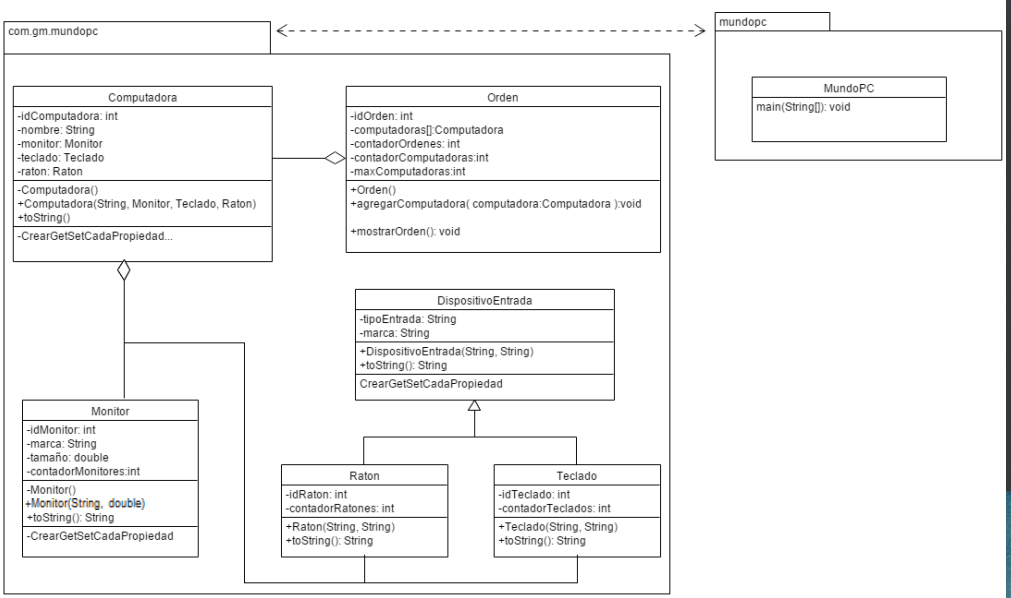 com.gm.mundopc
mundopc
MundoPC
main(String[]): void
Computadora
-idComputadora: int
-nombre: String
-monitor: Monitor
-teclado: Teclado
-raton: Raton
-Computadora()
+Computadora(String, Monitor, Teclado, Raton)
+toString()
-CrearGetSetCadaPropiedad...
Orden
-idOrden: int
-computadoras[]:Computadora
-contadorOrdenes: int
-contadorComputadoras:int
-maxComputadoras:int
+Orden()
+agregarComputadora( computadora:Computadora ):void
+mostrarOrden(): void
DispositivoEntrada
-tipoEntrada: String
-marca: String
+DispositivoEntrada(String, String)
+toString(): String
CrearGetSetCadaPropiedad
Monitor
-idMonitor: int
-marca: String
-tamaño: double
-contadorMonitores:int
-Monitor()
+Monitor(String, double)
+toString(): String
-CrearGetSetCadaPropiedad
Raton
-idRaton: int
-contadorRatones: int
+Raton(String, String)
+toString(): String
Teclado
-idTeclado: int
-contadorTeclados: int
+Teclado(String, String)
+toString(): String